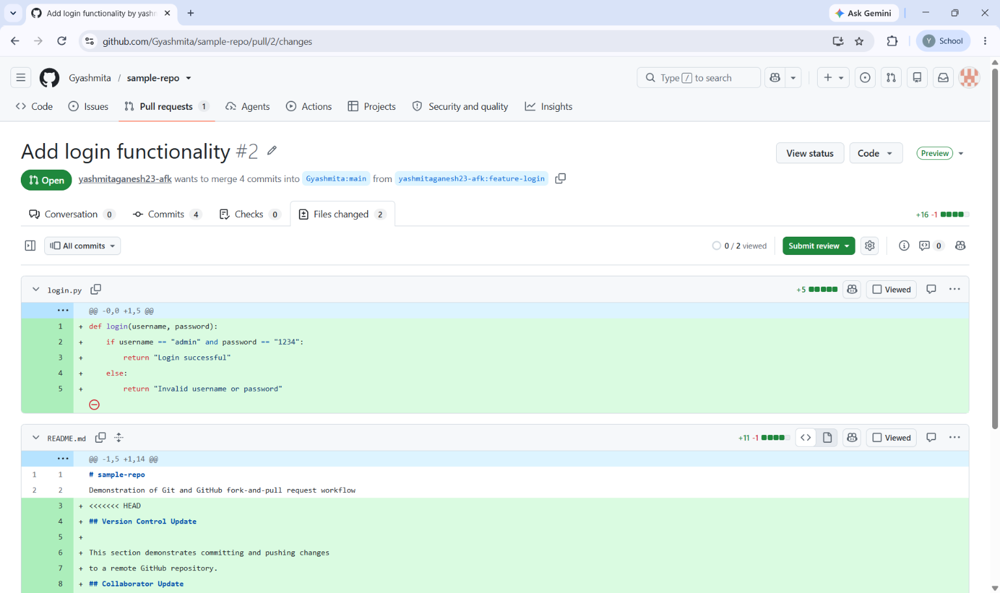 Add login functionality by yashr
Ask Gemini
github.com/Gyashmita/sample-repo/pull/2/changes
Y School
Gyashmita / sample-repo
Type / to search
Code Issues Pull requests 1 Agents Actions Projects Security and quality Insights
Add login functionality #2
View status Code Preview
Open yashmitaganesh23-afk wants to merge 4 commits into Gyashmita:main from yashmitaganesh23-afk:feature-login
Conversation 0 Commits 4 Checks 0 Files changed 2 +16 -1
All commits 0 / 2 viewed Submit review 0
login.py +5 Viewed
@@ -0,0 +1,5 @@
1 + def login(username, password):
2 + if username == "admin" and password == "1234":
3 + return "Login successful"
4 + else:
5 + return "Invalid username or password"
README.md +11 -1 Viewed
@@ -1,5 +1,14 @@
1 1 # sample-repo
2 2 Demonstration of Git and GitHub fork-and-pull request workflow
3 + <<<<<<< HEAD
4 + ## Version Control Update
5 +
6 + This section demonstrates committing and pushing changes
7 + to a remote GitHub repository.
8 + ## Collaborator Update